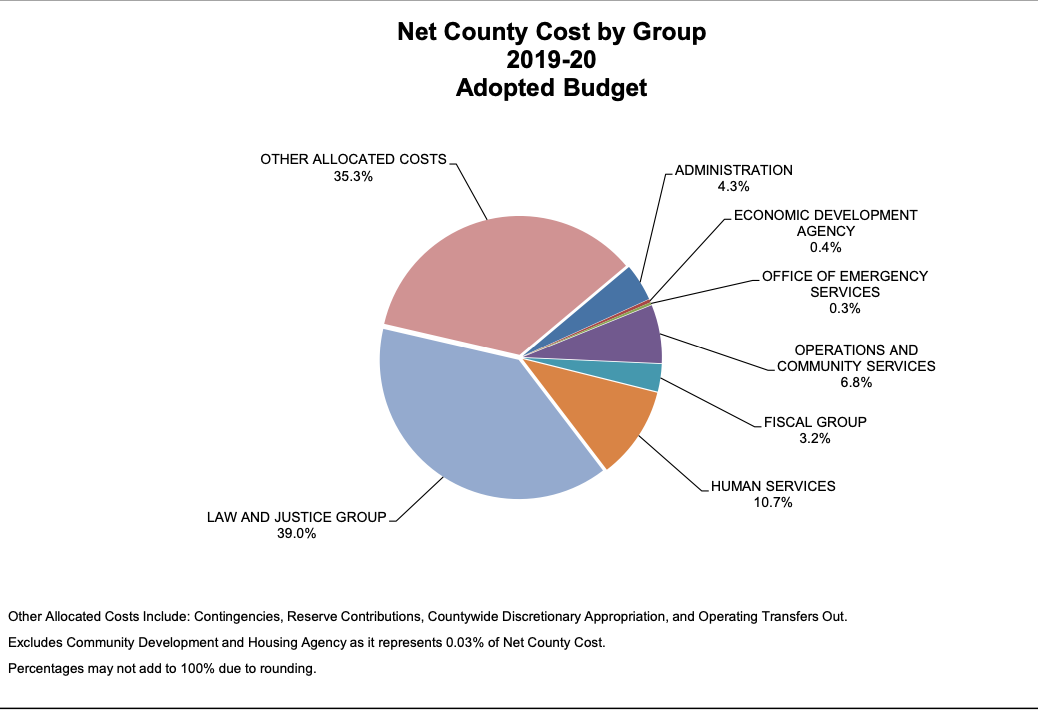 Net County Cost by Group
2019-20
Adopted Budget
OTHER ALLOCATED COSTS
35.3%
ADMINISTRATION
4.3%
ECONOMIC DEVELOPMENT
AGENCY
0.4%
OFFICE OF EMERGENCY
SERVICES
0.3%
OPERATIONS AND
COMMUNITY SERVICES
6.8%
FISCAL GROUP
3.2%
HUMAN SERVICES
10.7%
LAW AND JUSTICE GROUP
39.0%
Other Allocated Costs Include: Contingencies, Reserve Contributions, Countywide Discretionary Appropriation, and Operating Transfers Out.
Excludes Community Development and Housing Agency as it represents 0.03% of Net County Cost.
Percentages may not add to 100% due to rounding.